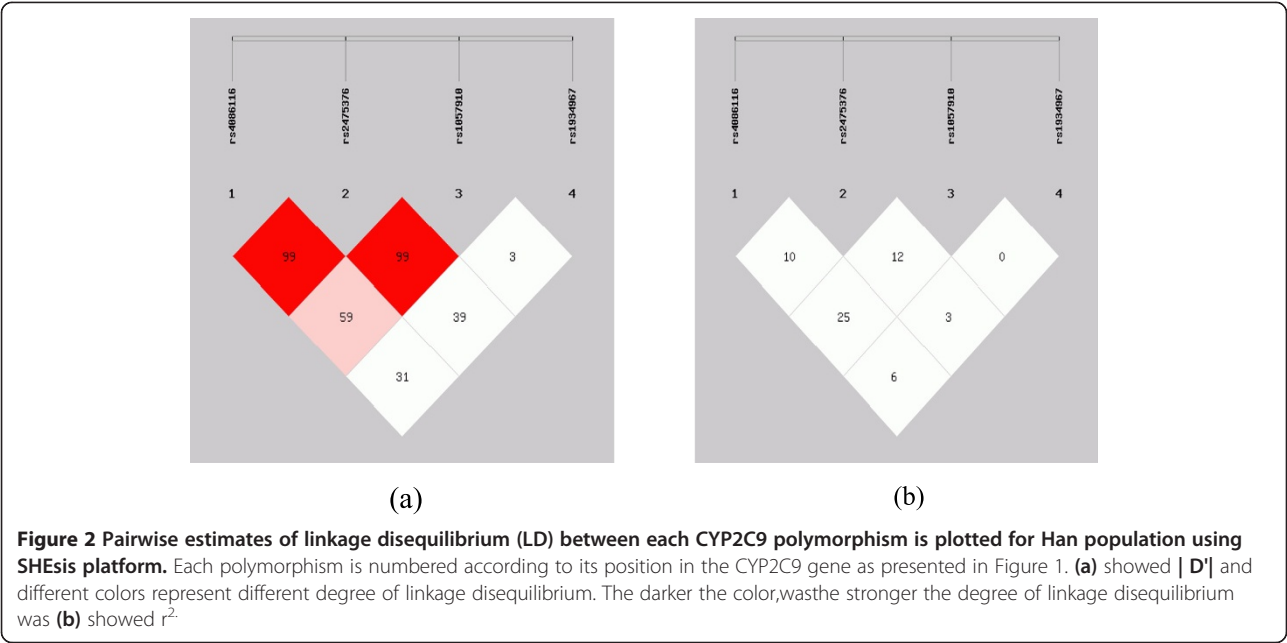 rs4086116 rs2475376 rs1057910 rs1934967
1 2 3 4
99 99 3
59 39
31
(a)
rs4086116 rs2475376 rs1057910 rs1934967
1 2 3 4
10 12 0
25 3
6
(b)
Figure 2 Pairwise estimates of linkage disequilibrium (LD) between each CYP2C9 polymorphism is plotted for Han population using
SHEsis platform. Each polymorphism is numbered according to its position in the CYP2C9 gene as presented in Figure 1. (a) showed | D'| and
different colors represent different degree of linkage disequilibrium. The darker the color,wasthe stronger the degree of linkage disequilibrium
was (b) showed r2.